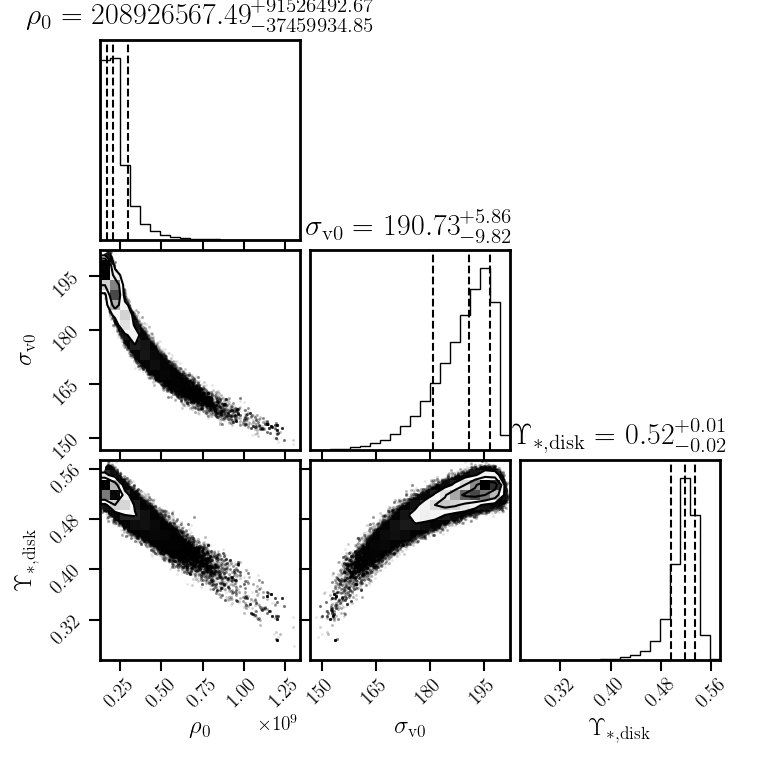 ρ₀ = 208926567.49⁺⁹¹⁵²⁶⁴⁹²·⁶⁷₋₃₇₄₅₉₉₃₄.₈₅
σᵥ₀ = 190.73⁺⁵·⁸⁶₋₉.₈₂
195
180
165
150
σᵥ₀
ϒ*,disk = 0.52⁺⁰·⁰¹₋₀.₀₂
0.56
0.48
0.40
0.32
ϒ*,disk
0.25 0.50 0.75 1.00 1.25
×10⁹
ρ₀
150 165 180 195
σᵥ₀
0.32 0.40 0.48 0.56
ϒ*,disk